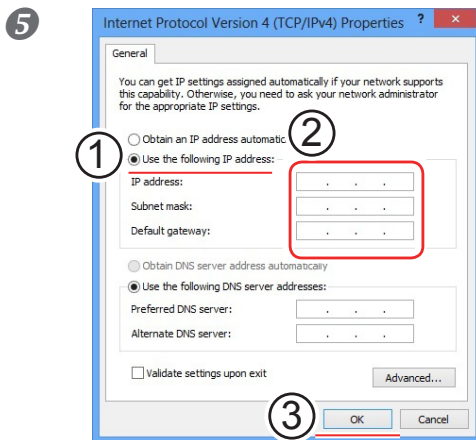 5
Internet Protocol Version 4 (TCP/IPv4) Properties ? ×
General
You can get IP settings assigned automatically if your network supports
this capability. Otherwise, you need to ask your network administrator
for the appropriate IP settings.
Obtain an IP address automatic 2
1 Use the following IP address:
IP address: . . .
Subnet mask: . . .
Default gateway: . . .
Obtain DNS server address automatically
Use the following DNS server addresses:
Preferred DNS server: . . .
Alternate DNS server: . . .
Validate settings upon exit
Advanced...
3 OK Cancel